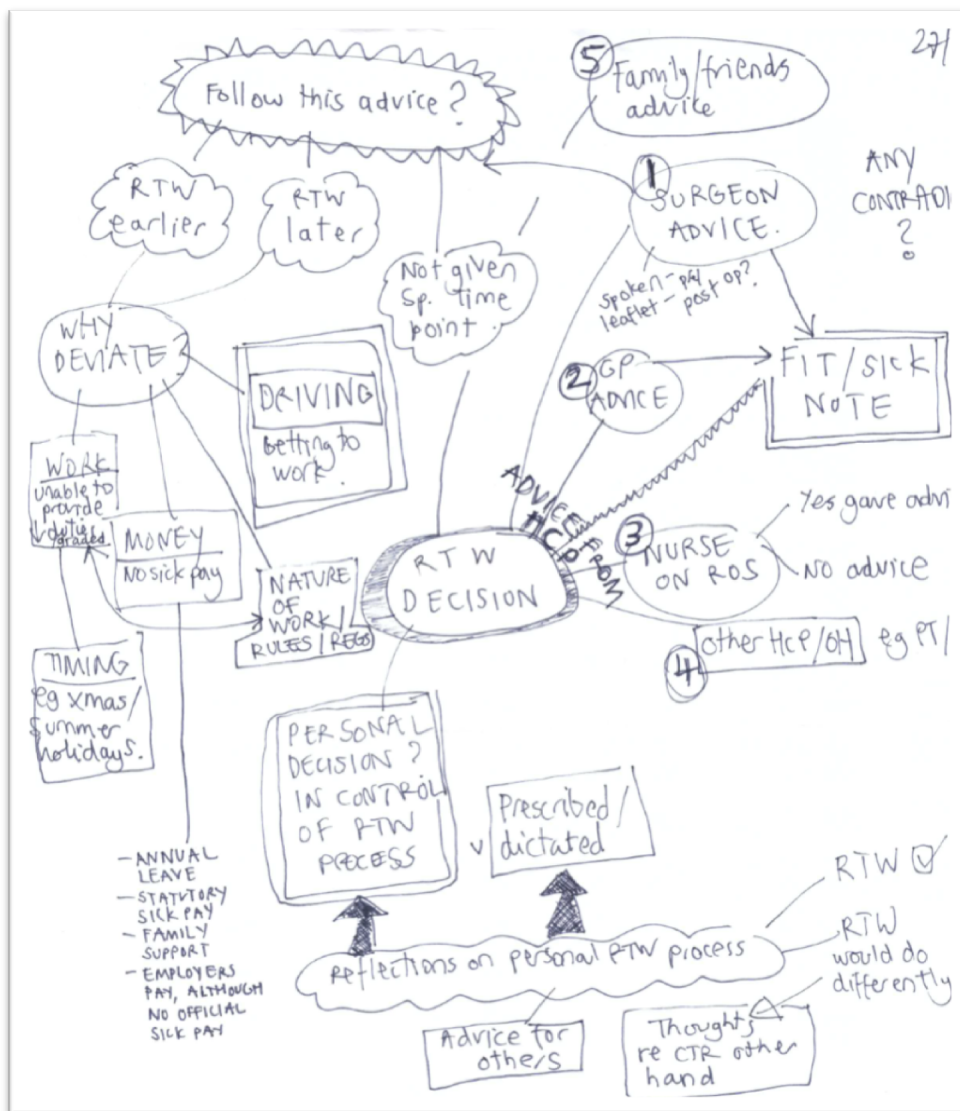 27/
Follow this advice?
5
Family/friends
advice
RTW
earlier
RTW
later
1
SURGEON
ADVICE.
ANY
CONTRADI
?
Not given
Sp. time
point.
spoken - 
leaflet - post op?
WHY
DEVIATE?
2
GP
ADVICE
FIT/SICK
NOTE
DRIVING
Getting to
work.
WORK
unable to
provide
duties
/graded
MONEY
No sick pay
NATURE
OF
WORK/
RULES/REGS
ADVICE FROM
HCP
RTW
DECISION
3
NURSE
ON ROS
Yes gave advi
No advice
4
other HCP/OH
eg PT/
TIMING
eg xmas/
summer
holidays.
PERSONAL
DECISION?
IN CONTROL
OF RTW
PROCESS
v
Prescribed/
dictated
- ANNUAL
LEAVE
- STATUTORY
SICK PAY
- FAMILY
SUPPORT
- EMPLOYERS
PAY, ALTHOUGH
NO OFFICIAL
SICK PAY
Reflections on personal RTW process
RTW ☑
RTW
would do
differently
Advice for
others
Thoughts
re CTR other
hand